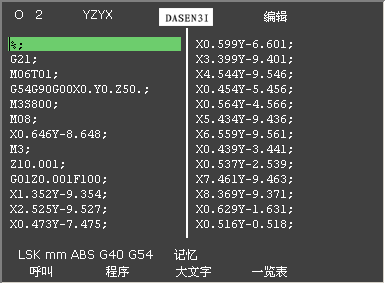 O 2 YZYX DASEN3I 编辑
%;
G21;
M06T01;
G54G90G00X0.Y0.Z50.;
M3S800;
M08;
X0.646Y-8.648;
M3;
Z10.001;
G01Z0.001F100;
X1.352Y-9.354;
X2.525Y-9.527;
X0.473Y-7.475;
X0.599Y-6.601;
X3.399Y-9.401;
X4.544Y-9.546;
X0.454Y-5.456;
X0.564Y-4.566;
X5.434Y-9.436;
X6.559Y-9.561;
X0.439Y-3.441;
X0.537Y-2.539;
X7.461Y-9.463;
X8.369Y-9.371;
X0.629Y-1.631;
X0.516Y-0.518;
LSK mm ABS G40 G54 记忆
呼叫 程序 大文字 一览表